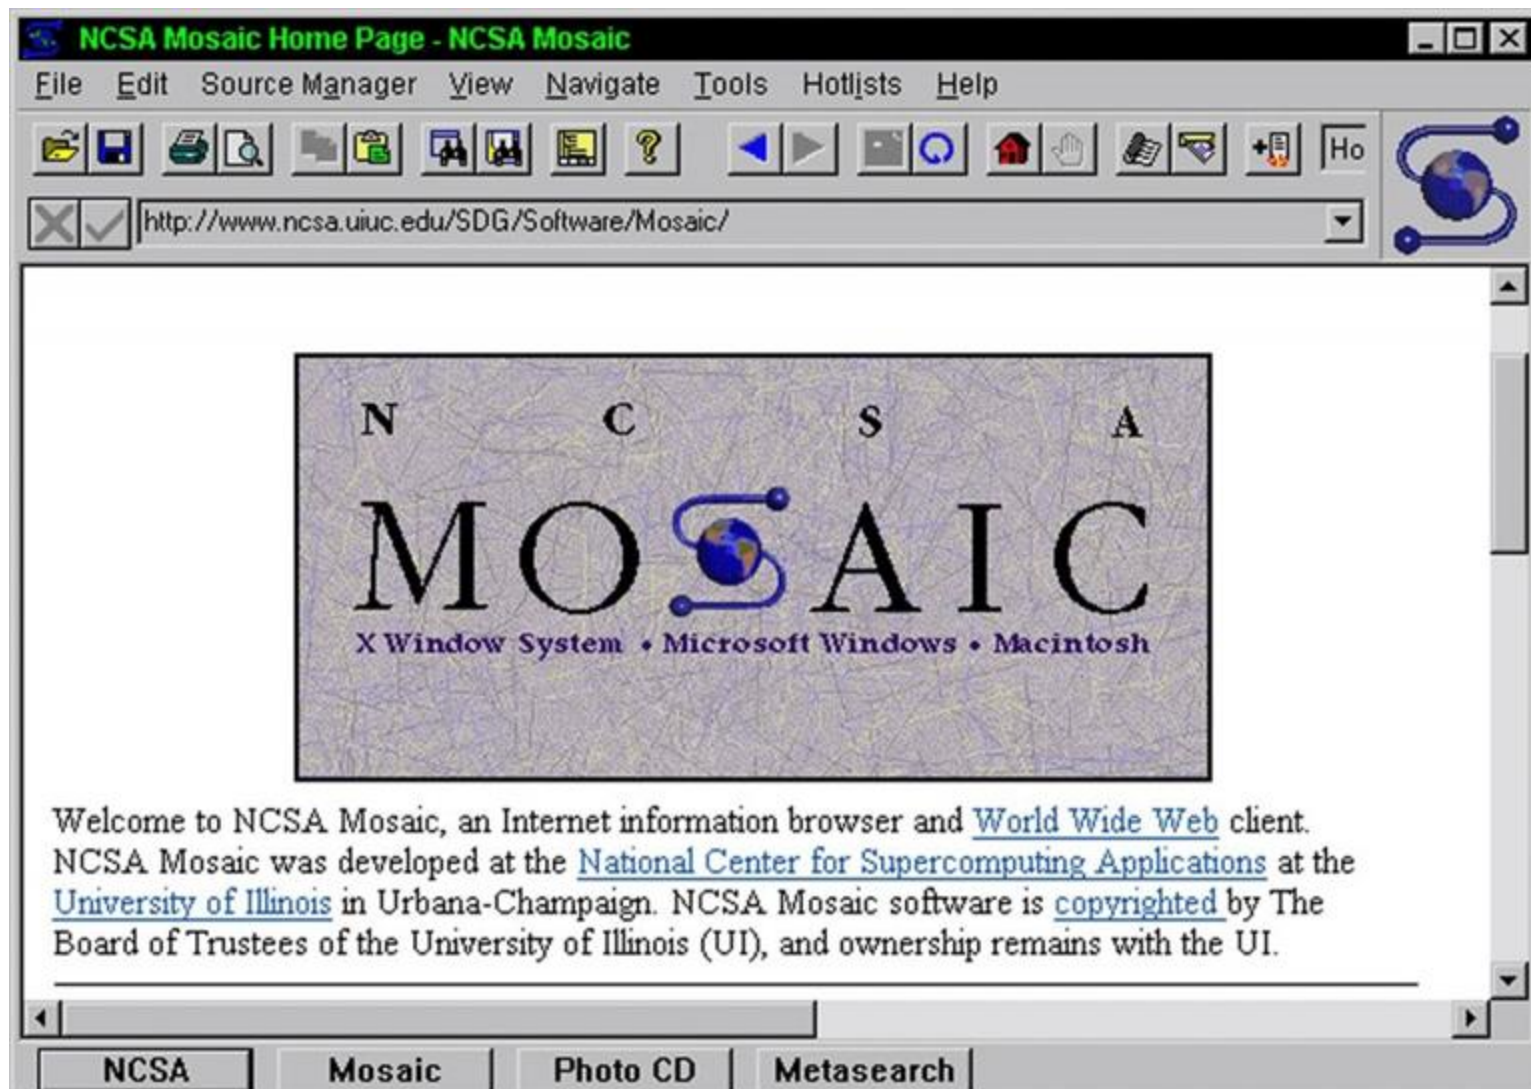 NCSA Mosaic Home Page - NCSA Mosaic
File Edit Source Manager View Navigate Tools Hotlists Help
Ho
http://www.ncsa.uiuc.edu/SDG/Software/Mosaic/
N C S A
MOSAIC
X Window System • Microsoft Windows • Macintosh
Welcome to NCSA Mosaic, an Internet information browser and World Wide Web client.
NCSA Mosaic was developed at the National Center for Supercomputing Applications at the
University of Illinois in Urbana-Champaign. NCSA Mosaic software is copyrighted by The
Board of Trustees of the University of Illinois (UI), and ownership remains with the UI.
NCSA Mosaic Photo CD Metasearch